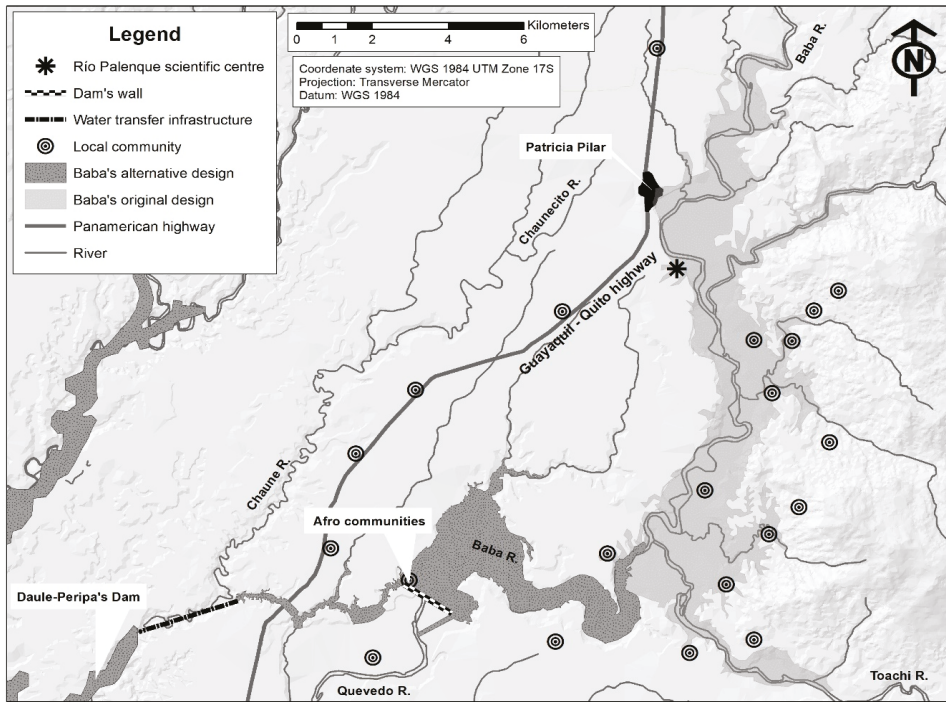 Legend
Río Palenque scientific centre
Dam's wall
Water transfer infrastructure
Local community
Baba's alternative design
Baba's original design
Panamerican highway
River
Kilometers
0 1 2 4 6
Coordenate system: WGS 1984 UTM Zone 17S
Projection: Transverse Mercator
Datum: WGS 1984
Baba R.
N
Patricia Pilar
Chaunecito R.
Guayaquil - Quito highway
Chaune R.
Afro communities
Baba R.
Daule-Peripa's Dam
Quevedo R.
Toachi R.